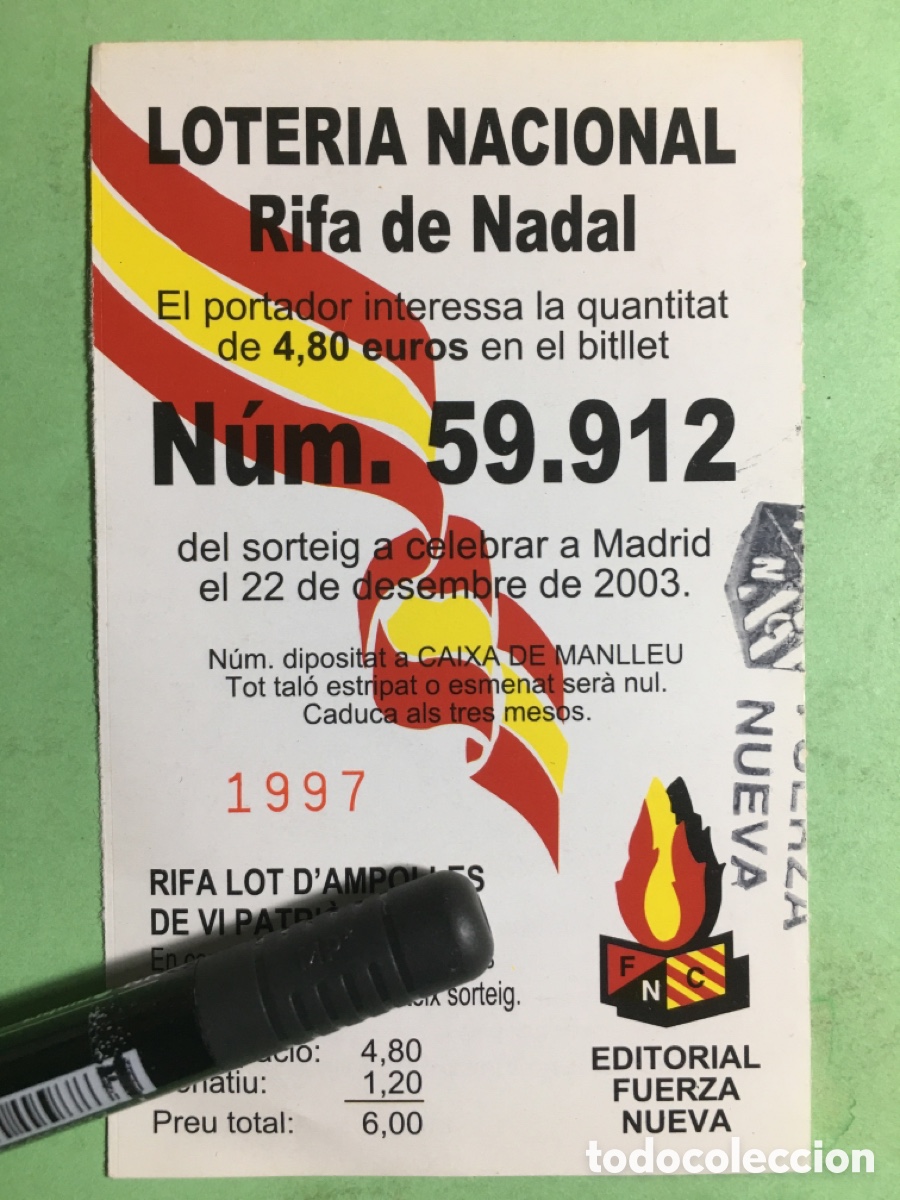 LOTERIA NACIONAL
Rifa de Nadal
El portador interessa la quantitat
de 4,80 euros en el bitllet
Núm. 59.912
del sorteig a celebrar a Madrid
el 22 de desembre de 2003.
Núm. dipositat a CAIXA DE MANLLEU
Tot taló estripat o esmenat serà nul.
Caduca als tres mesos.
1997
NUEVA
RIFA LOT D'AMPOLLES
DE VI
sorteig.
4,80
1,20
Preu total: 6,00
F N C
EDITORIAL
FUERZA
NUEVA
todocoleccion.net